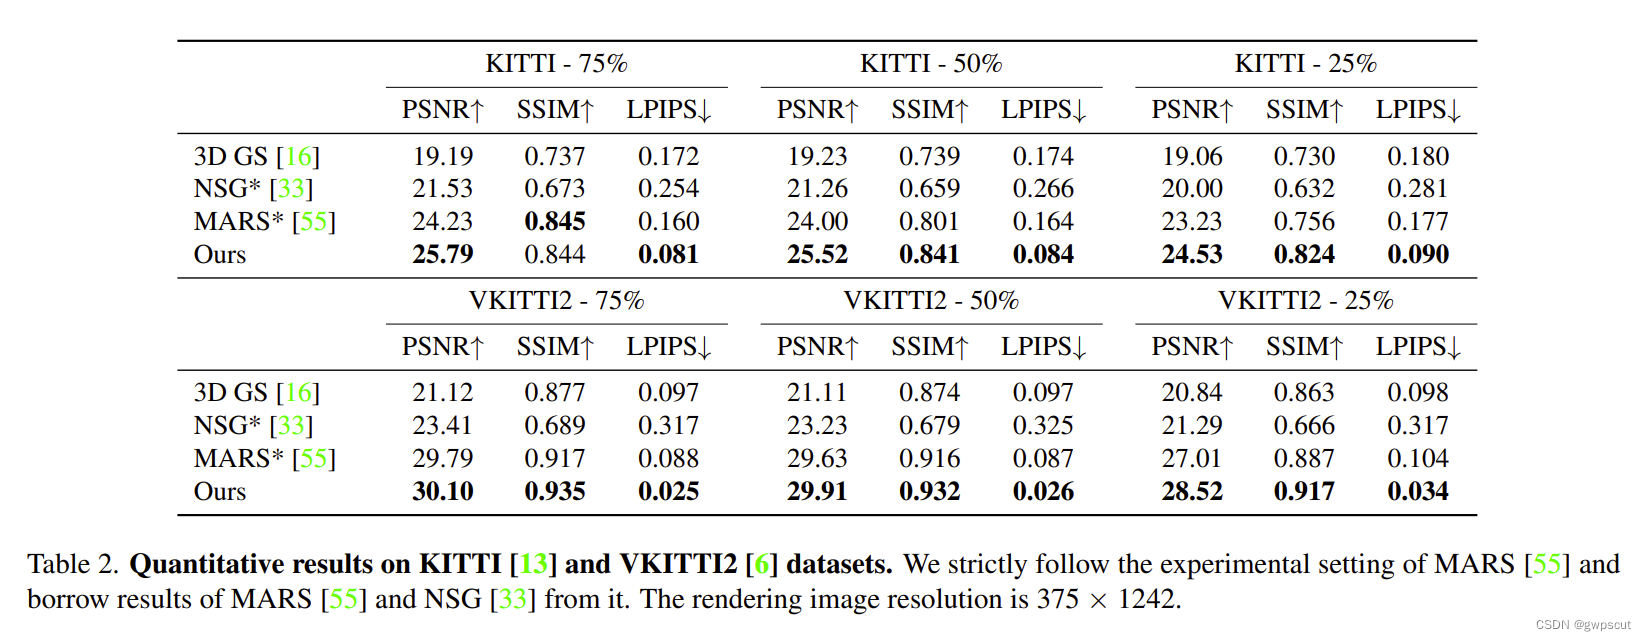 KITTI - 75% KITTI - 50% KITTI - 25%
PSNR↑ SSIM↑ LPIPS↓ PSNR↑ SSIM↑ LPIPS↓ PSNR↑ SSIM↑ LPIPS↓
3D GS [16] 19.19 0.737 0.172 19.23 0.739 0.174 19.06 0.730 0.180
NSG* [33] 21.53 0.673 0.254 21.26 0.659 0.266 20.00 0.632 0.281
MARS* [55] 24.23 0.845 0.160 24.00 0.801 0.164 23.23 0.756 0.177
Ours 25.79 0.844 0.081 25.52 0.841 0.084 24.53 0.824 0.090
VKITTI2 - 75% VKITTI2 - 50% VKITTI2 - 25%
PSNR↑ SSIM↑ LPIPS↓ PSNR↑ SSIM↑ LPIPS↓ PSNR↑ SSIM↑ LPIPS↓
3D GS [16] 21.12 0.877 0.097 21.11 0.874 0.097 20.84 0.863 0.098
NSG* [33] 23.41 0.689 0.317 23.23 0.679 0.325 21.29 0.666 0.317
MARS* [55] 29.79 0.917 0.088 29.63 0.916 0.087 27.01 0.887 0.104
Ours 30.10 0.935 0.025 29.91 0.932 0.026 28.52 0.917 0.034
Table 2. Quantitative results on KITTI [13] and VKITTI2 [6] datasets. We strictly follow the experimental setting of MARS [55] and
borrow results of MARS [55] and NSG [33] from it. The rendering image resolution is 375 × 1242.
CSDN @gwpscut